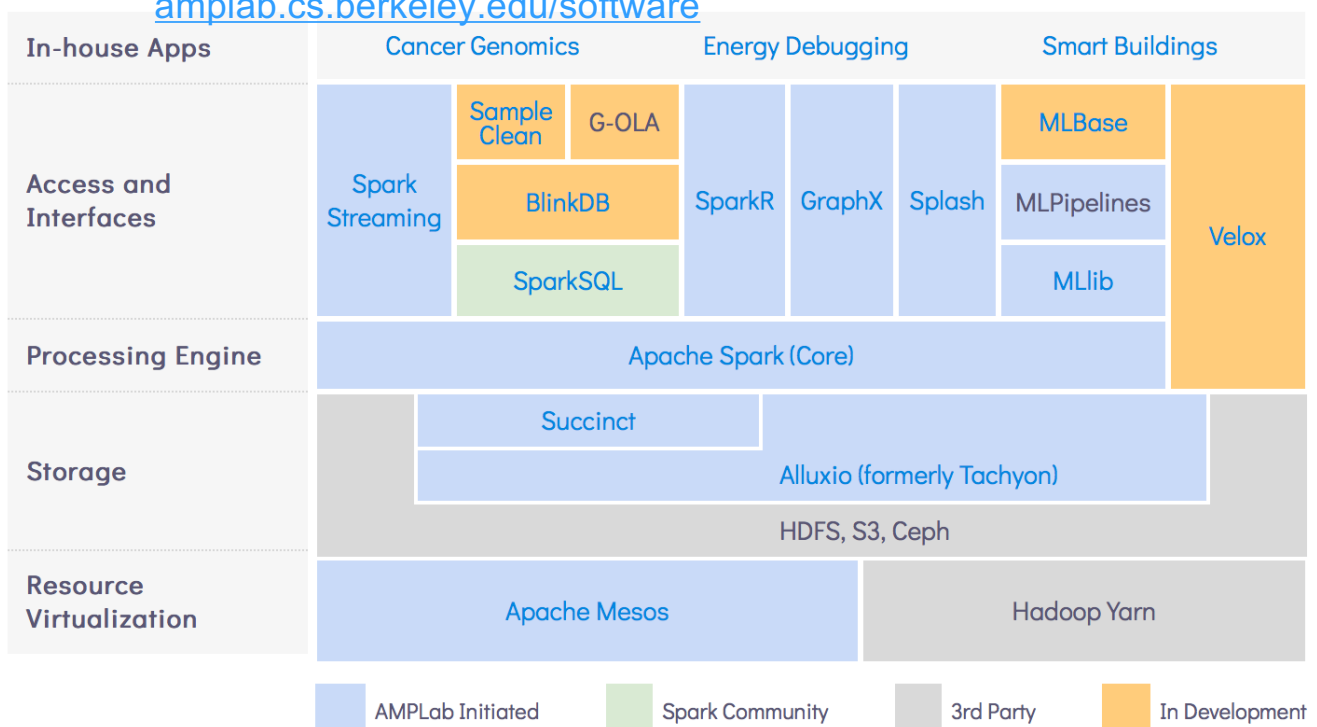 amplab.cs.berkeley.edu/software
In-house Apps
Cancer Genomics
Energy Debugging
Smart Buildings
Access and
Interfaces
Spark
Streaming
Sample
Clean
G-OLA
BlinkDB
SparkSQL
SparkR
GraphX
Splash
MLBase
MLPipelines
MLlib
Velox
Processing Engine
Apache Spark (Core)
Storage
Succinct
Alluxio (formerly Tachyon)
HDFS, S3, Ceph
Resource
Virtualization
Apache Mesos
Hadoop Yarn
AMPLab Initiated
Spark Community
3rd Party
In Development